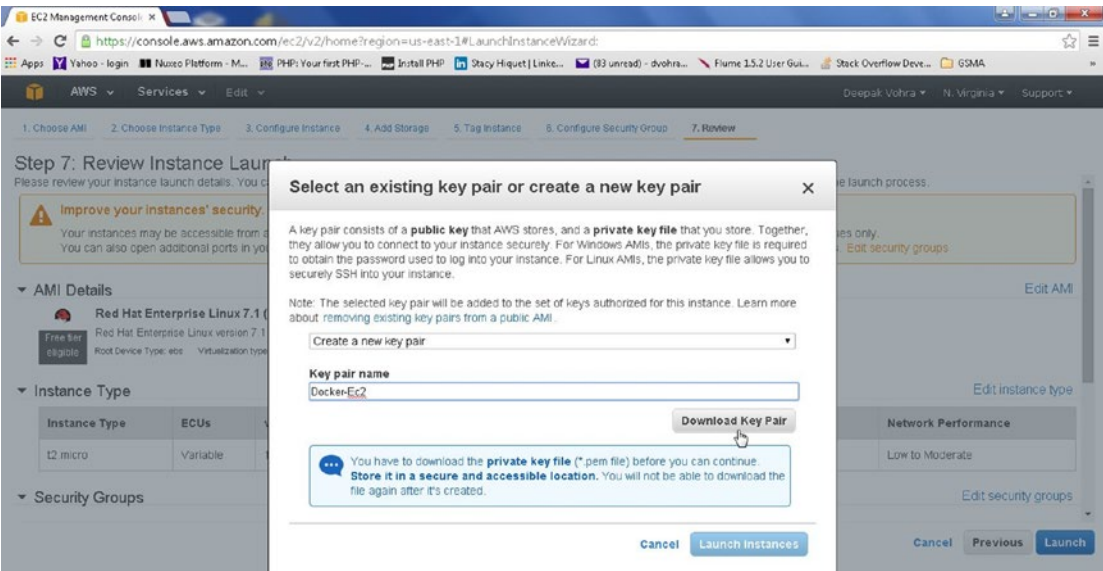 EC2 Management Console
https://console.aws.amazon.com/ec2/v2/home?region=us-east-1#LaunchInstanceWizard:
Apps Yahoo - login Nuxeo Platform - M... PHP: Your first PHP-... Install PHP Stacy Hiquet | Linke... (83 unread) - dvohra... Flume 1.5.2 User Gui... Stack Overflow Deve... GSMA
AWS Services Edit Deepak Vohra N. Virginia Support
1. Choose AMI 2. Choose Instance Type 3. Configure Instance 4. Add Storage 5. Tag Instance 6. Configure Security Group 7. Review
Step 7: Review Instance Laun
Please review your instance launch details. You c
e launch process.
Improve your instances' security.
Your instances may be accessible from a
es only.
You can also open additional ports in you
Edit security groups
AMI Details
Edit AMI
Red Hat Enterprise Linux 7.1 (
Free tier
eligible
Red Hat Enterprise Linux version 7.1
Root Device Type: ebs Virtualization type
Instance Type
Edit instance type
Instance Type ECUs v
Network Performance
t2.micro Variable 1
Low to Moderate
Security Groups
Edit security groups
Cancel Previous Launch
Select an existing key pair or create a new key pair
A key pair consists of a public key that AWS stores, and a private key file that you store. Together,
they allow you to connect to your instance securely. For Windows AMIs, the private key file is required
to obtain the password used to log into your instance. For Linux AMIs, the private key file allows you to
securely SSH into your instance.
Note: The selected key pair will be added to the set of keys authorized for this instance. Learn more
about removing existing key pairs from a public AMI.
Create a new key pair
Key pair name
Docker-Ec2
Download Key Pair
You have to download the private key file (*.pem file) before you can continue.
Store it in a secure and accessible location. You will not be able to download the
file again after it's created.
Cancel Launch Instances